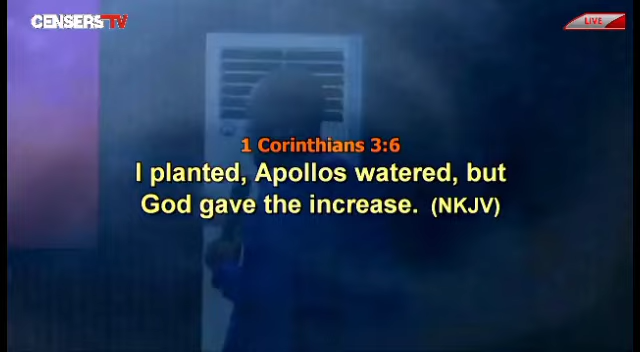 CENSERS TV
LIVE
1 Corinthians 3:6
I planted, Apollos watered, but
God gave the increase. (NKJV)